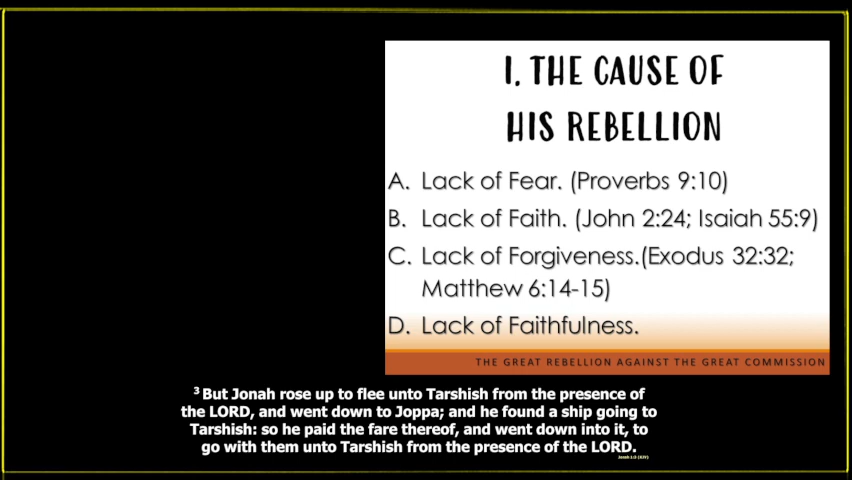 I. THE CAUSE OF
HIS REBELLION
A. Lack of Fear. (Proverbs 9:10)
B. Lack of Faith. (John 2:24; Isaiah 55:9)
C. Lack of Forgiveness.(Exodus 32:32;
Matthew 6:14-15)
D. Lack of Faithfulness.
THE GREAT REBELLION AGAINST THE GREAT COMMISSION
3 But Jonah rose up to flee unto Tarshish from the presence of
the LORD, and went down to Joppa; and he found a ship going to
Tarshish: so he paid the fare thereof, and went down into it, to
go with them unto Tarshish from the presence of the LORD.
Jonah 1:3 (KJV)